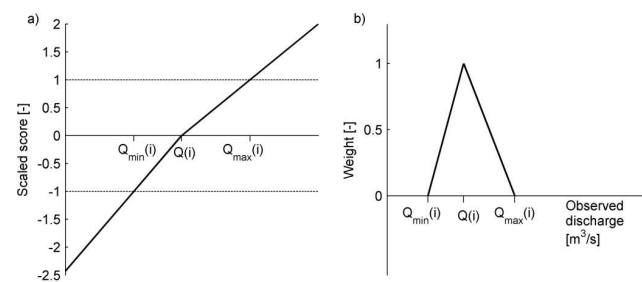 a)
2
1.5
1
0.5
0
-0.5
-1
-1.5
-2
-2.5
Scaled score [-]
Qmin(i)
Q(i)
Qmax(i)
b)
1
0.5
0
Weight [-]
Qmin(i)
Q(i)
Qmax(i)
Observed
discharge
[m³/s]